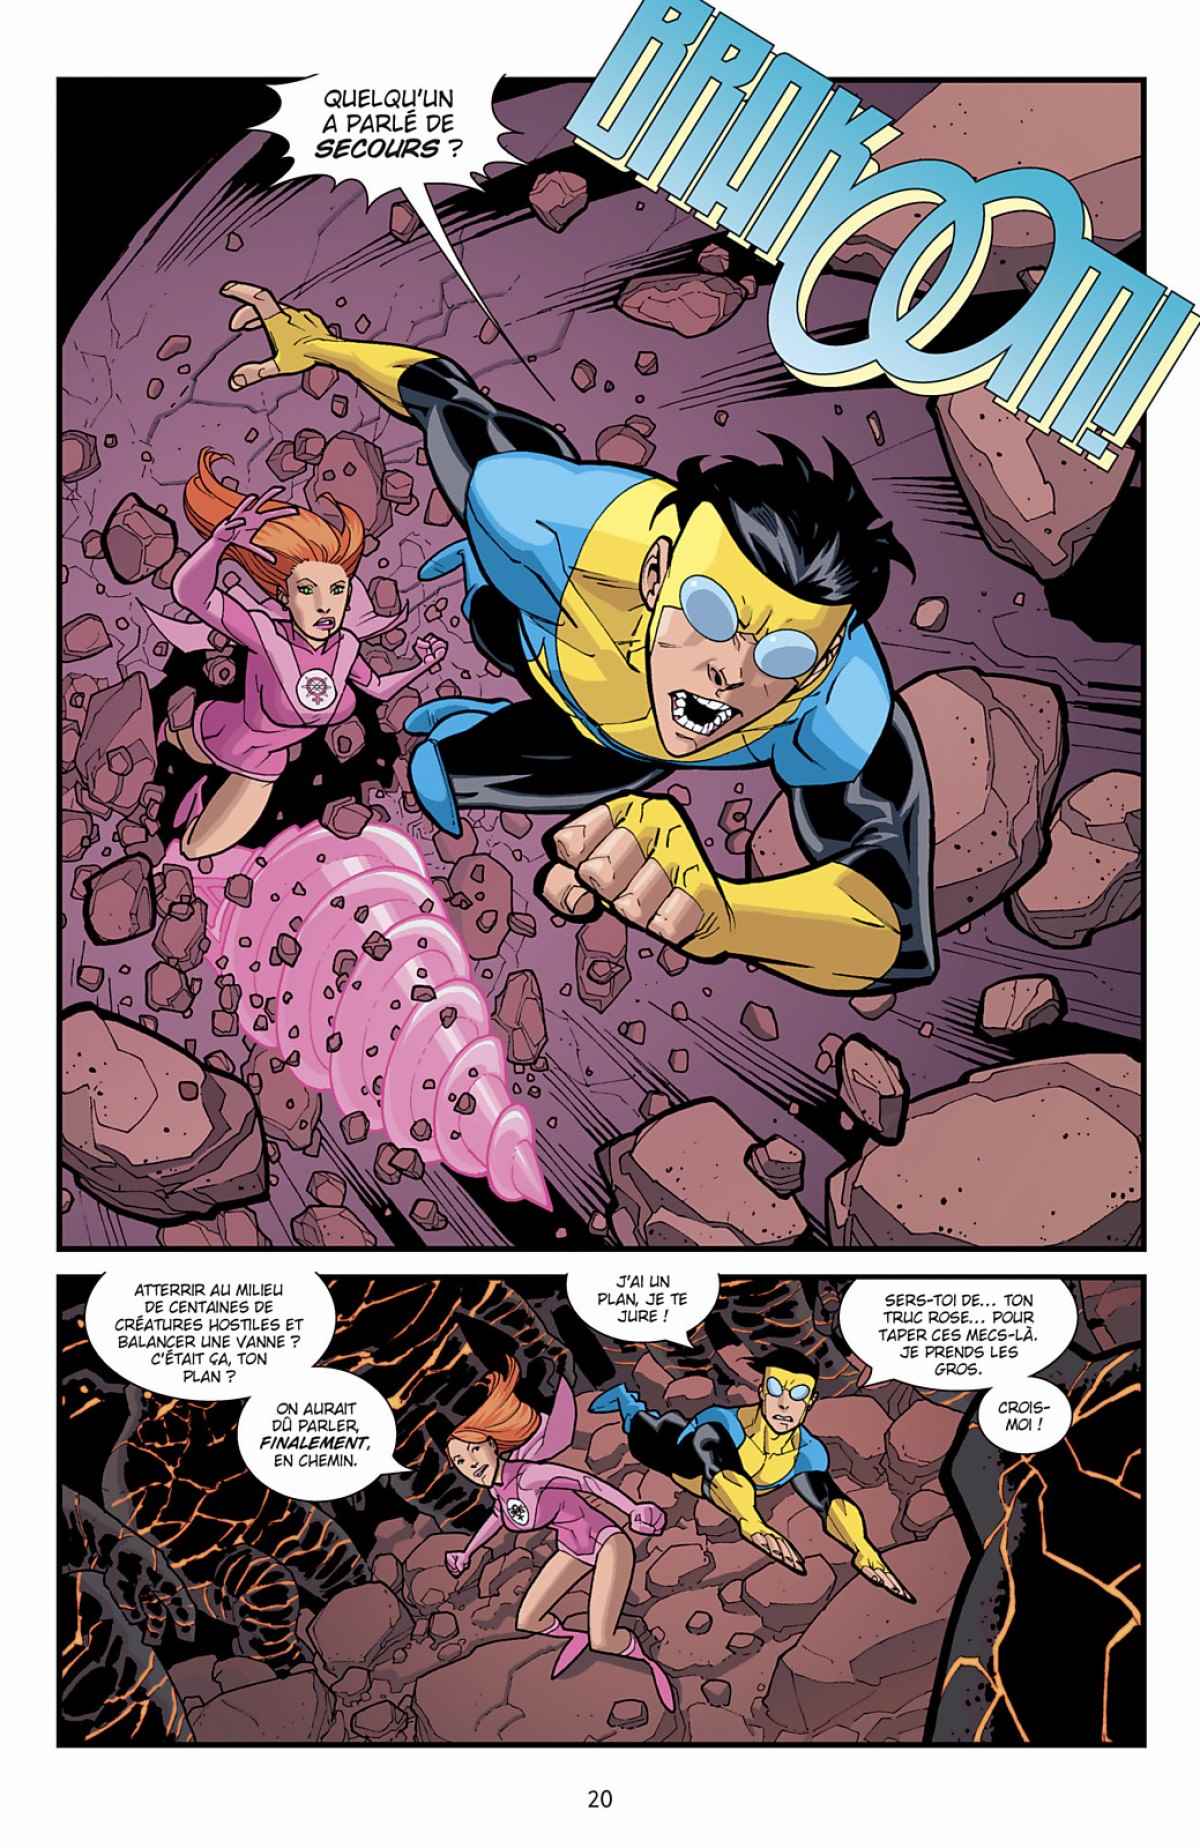 BRAKOOM!
QUELQU'UN
A PARLÉ DE
SECOURS ?
ATTERRIR AU MILIEU
DE CENTAINES DE
CRÉATURES HOSTILES ET
BALANCER UNE VANNE ?
C'ÉTAIT ÇA, TON
PLAN ?
ON AURAIT
DÛ PARLER,
FINALEMENT,
EN CHEMIN.
J'AI UN
PLAN, JE TE
JURE !
SERS-TOI DE... TON
TRUC ROSE... POUR
TAPER CES MECS-LÀ.
JE PRENDS LES
GROS.
CROIS-
MOI !
20